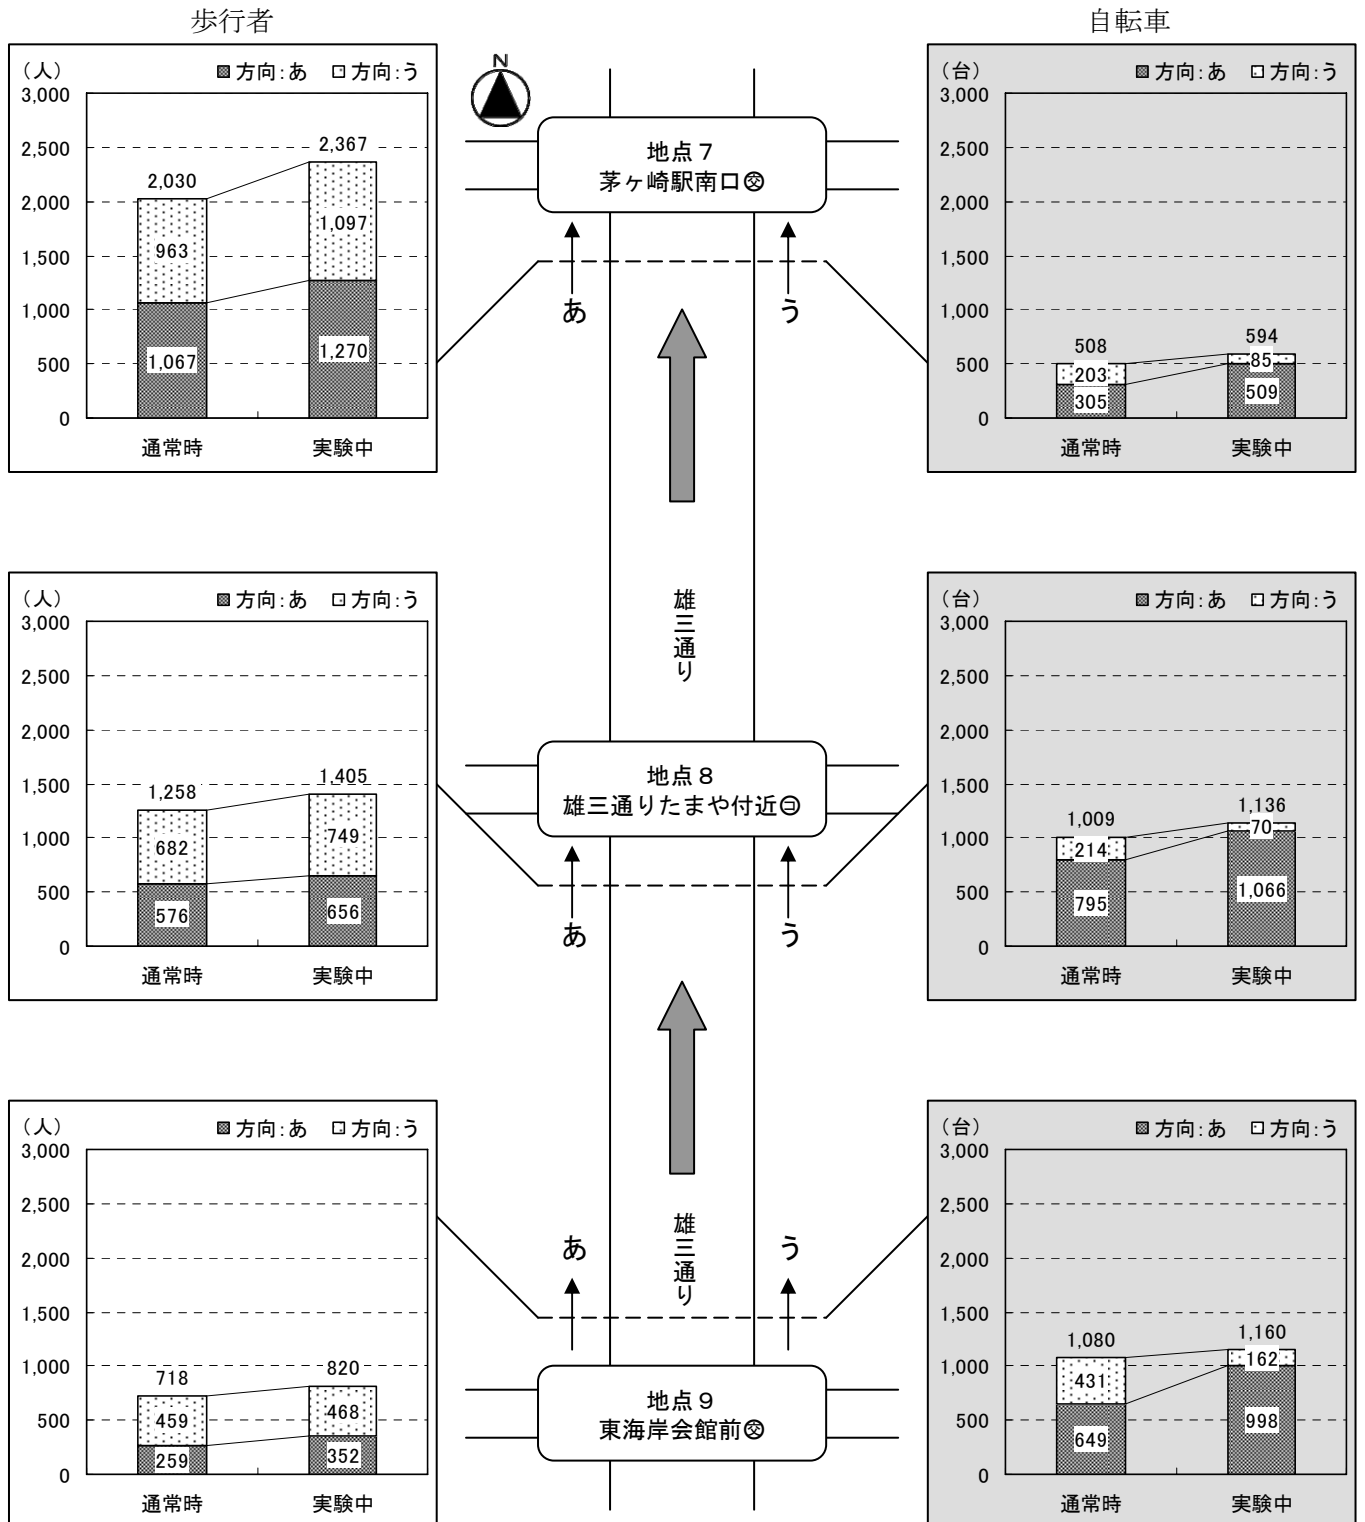 歩行者
自転車
(人)
■方向:あ □方向:う
3,000
2,500
2,000
1,500
1,000
500
0
2,030
963
1,067
2,367
1,097
1,270
通常時
実験中
N
地点7
茅ヶ崎駅南口㊋
あ
う
(台)
■方向:あ □方向:う
3,000
2,500
2,000
1,500
1,000
500
0
508
203
305
594
85
509
通常時
実験中
(人)
■方向:あ □方向:う
3,000
2,500
2,000
1,500
1,000
500
0
1,258
682
576
1,405
749
656
通常時
実験中
雄三通り
地点8
雄三通りたまや付近
あ
う
(台)
■方向:あ □方向:う
3,000
2,500
2,000
1,500
1,000
500
0
1,009
214
795
1,136
70
1,066
通常時
実験中
(人)
■方向:あ □方向:う
3,000
2,500
2,000
1,500
1,000
500
0
718
459
259
820
468
352
通常時
実験中
あ
雄三通り
う
地点9
東海岸会館前
(台)
■方向:あ □方向:う
3,000
2,500
2,000
1,500
1,000
500
0
1,080
431
649
1,160
162
998
通常時
実験中